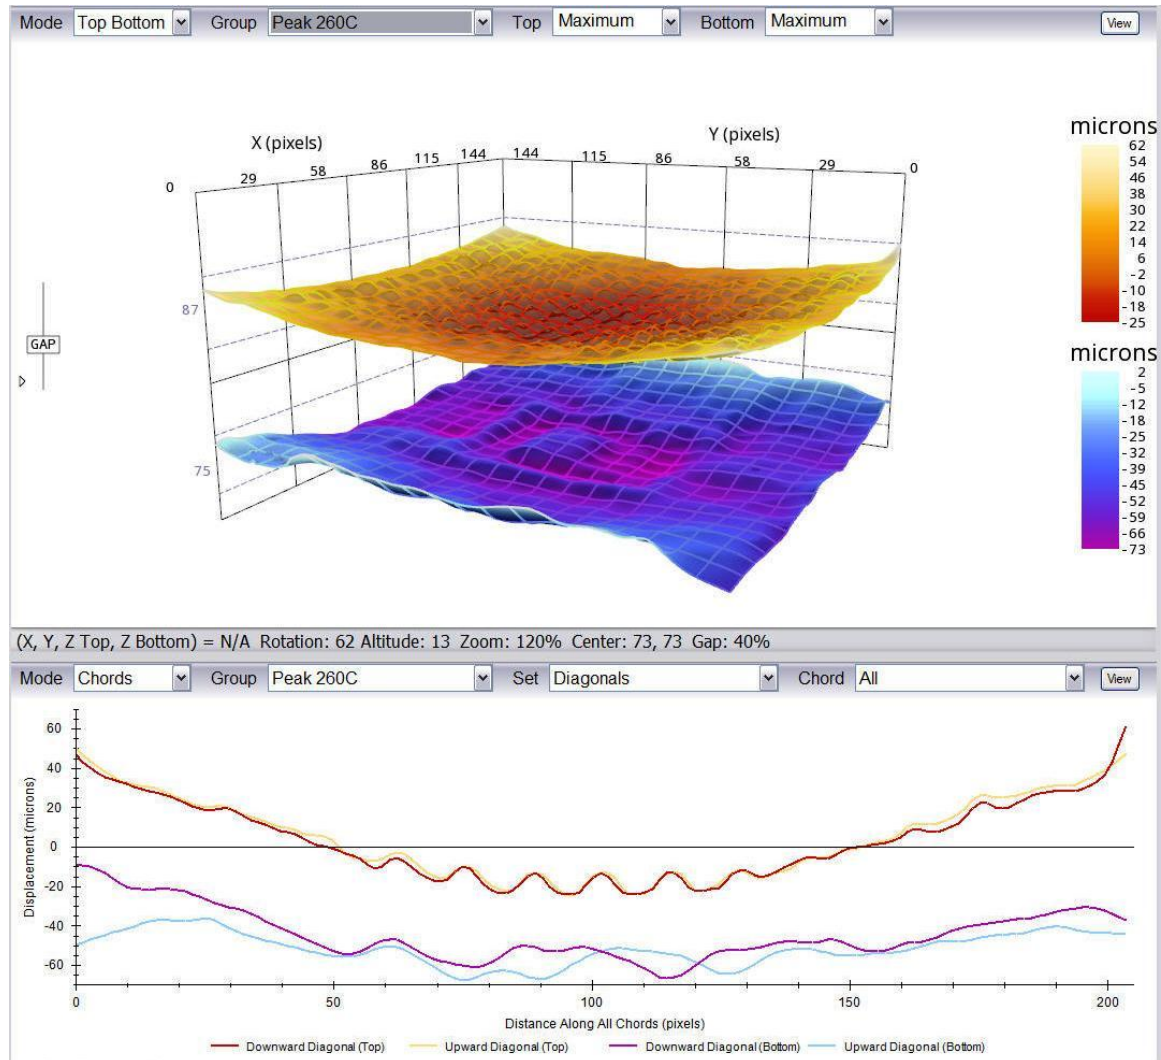 Mode Top Bottom Group Peak 260C Top Maximum Bottom Maximum View
X (pixels) Y (pixels)
0 29 58 86 115 144 144 115 86 58 29 0
87
75
GAP
microns
62
54
46
38
30
22
14
6
-2
-10
-18
-25
microns
2
-5
-12
-18
-25
-32
-39
-45
-52
-59
-66
-73
(X, Y, Z Top, Z Bottom) = N/A Rotation: 62 Altitude: 13 Zoom: 120% Center: 73, 73 Gap: 40%
Mode Chords Group Peak 260C Set Diagonals Chord All View
Displacement (microns)
60
40
20
0
-20
-40
-60
0 50 100 150 200
Distance Along All Chords (pixels)
Downward Diagonal (Top) Upward Diagonal (Top) Downward Diagonal (Bottom) Upward Diagonal (Bottom)